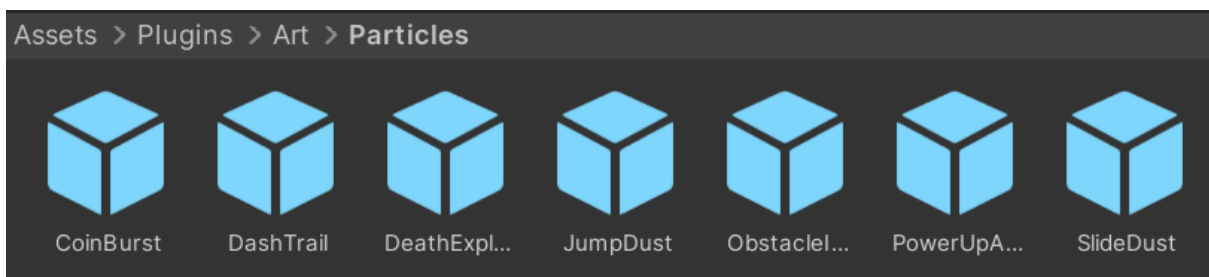 Assets > Plugins > Art > Particles
CoinBurst DashTrail DeathExpl... JumpDust ObstacleI... PowerUpA... SlideDust